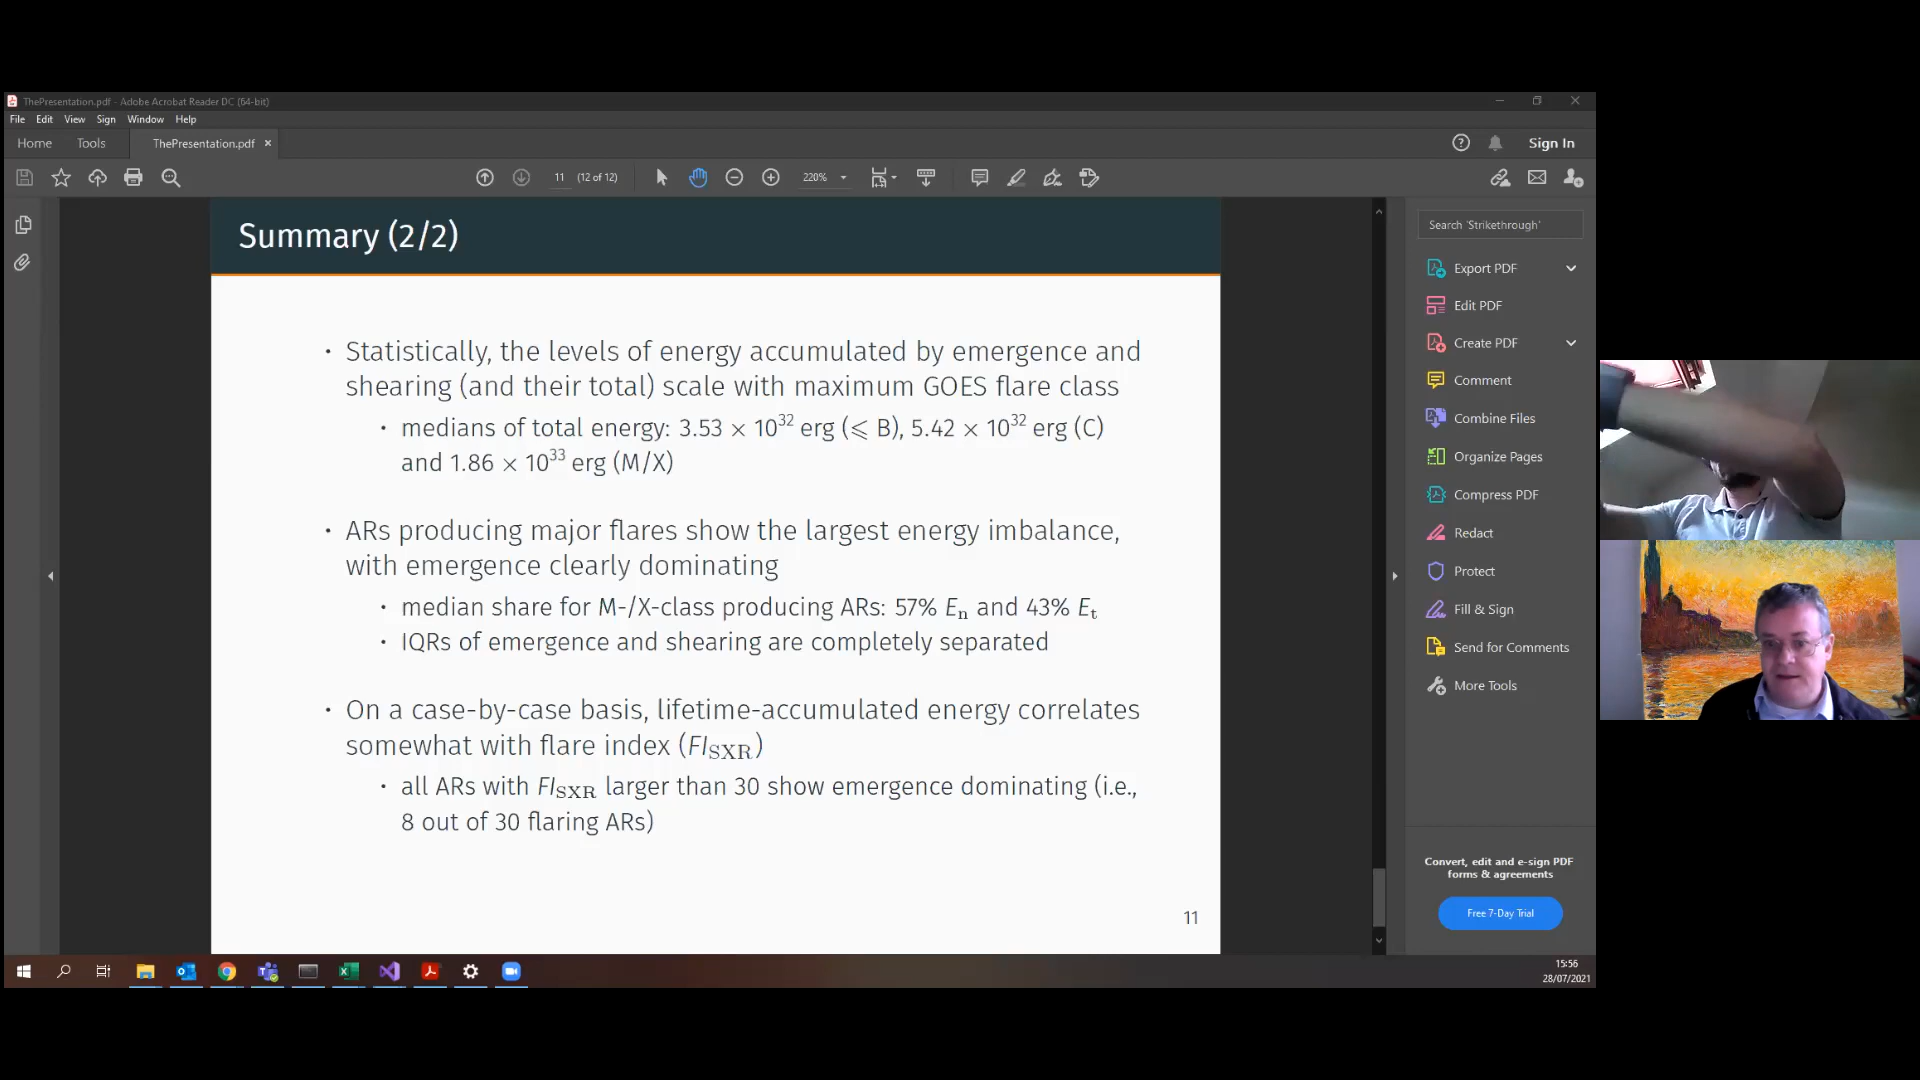 ThePresentation.pdf - Adobe Acrobat Reader DC (64-bit)
File Edit View Sign Window Help
Home Tools ThePresentation.pdf × Sign In
11 (12 of 12) 220%
Search 'Strikethrough'
Export PDF
Edit PDF
Create PDF
Comment
Combine Files
Organize Pages
Compress PDF
Redact
Protect
Fill & Sign
Send for Comments
More Tools
Convert, edit and e-sign PDF
forms & agreements
Free 7-Day Trial
Summary (2/2)
• Statistically, the levels of energy accumulated by emergence and
shearing (and their total) scale with maximum GOES flare class
• medians of total energy: 3.53 × 10³² erg (⩽ B), 5.42 × 10³² erg (C)
and 1.86 × 10³³ erg (M/X)
• ARs producing major flares show the largest energy imbalance,
with emergence clearly dominating
• median share for M-/X-class producing ARs: 57% Eₙ and 43% Eₜ
• IQRs of emergence and shearing are completely separated
• On a case-by-case basis, lifetime-accumulated energy correlates
somewhat with flare index (FI_SXR)
• all ARs with FI_SXR larger than 30 show emergence dominating (i.e.,
8 out of 30 flaring ARs)
11
15:56
28/07/2021